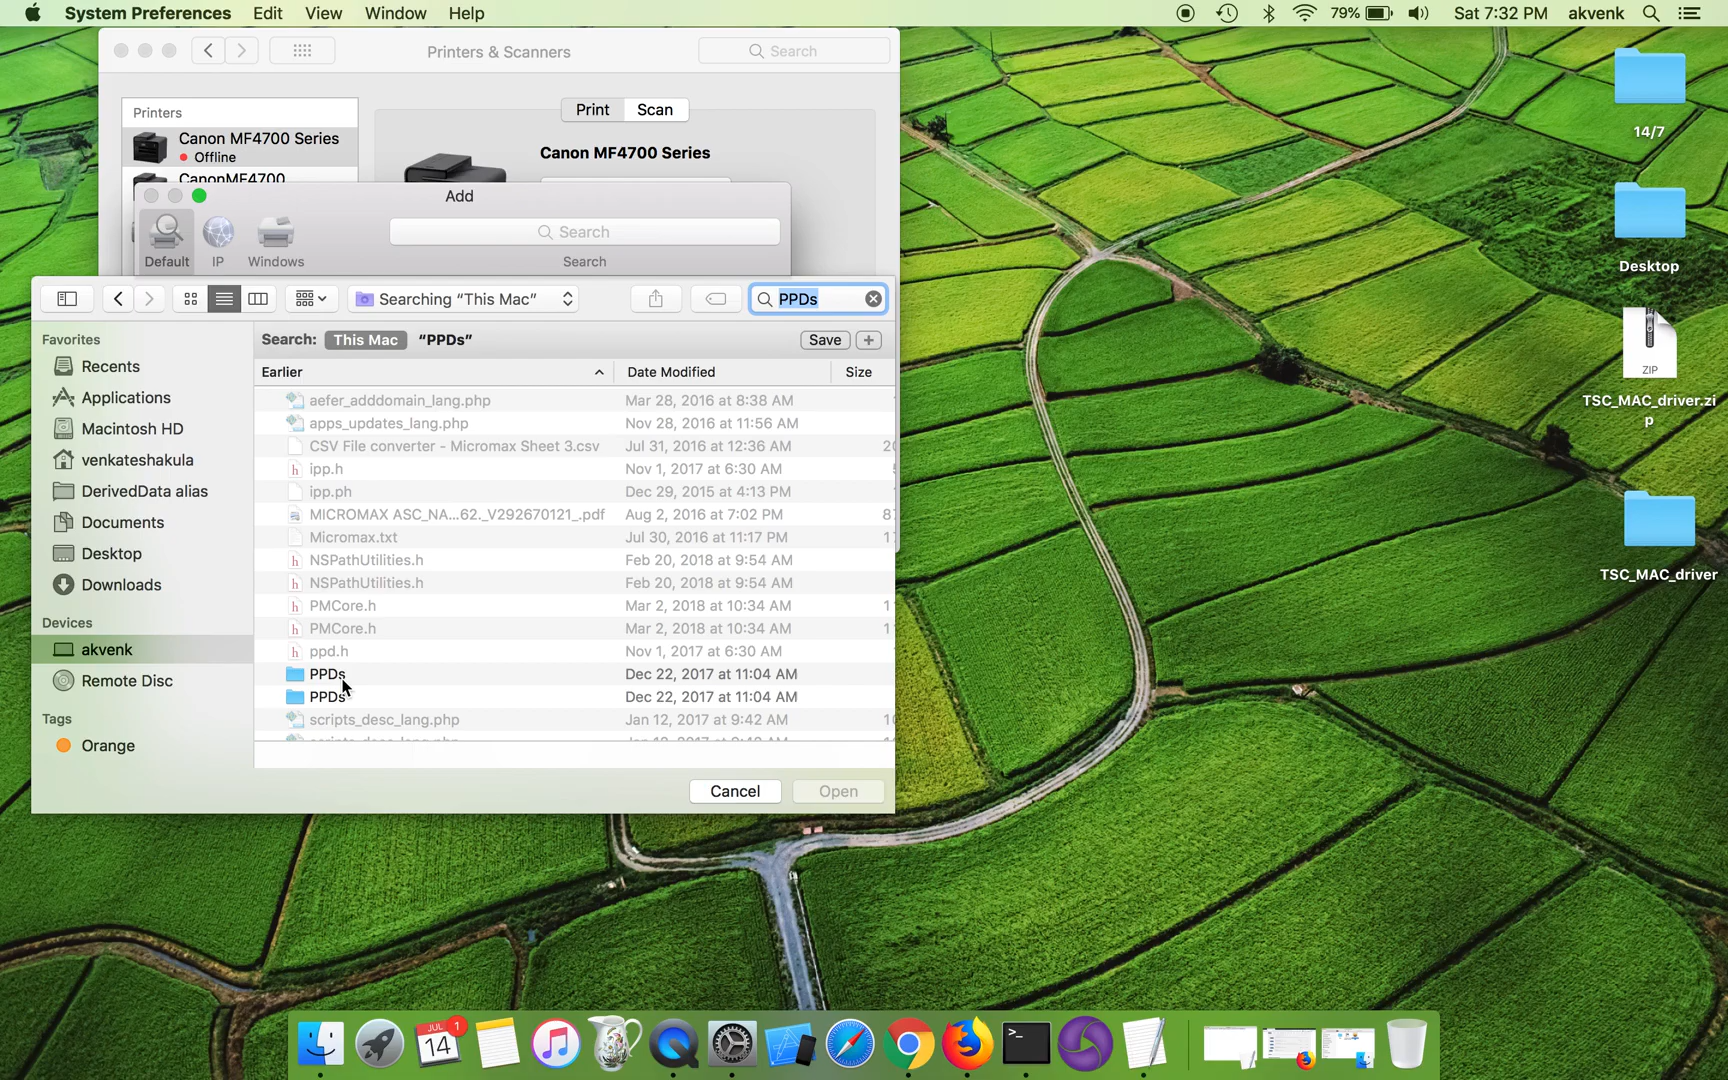 System Preferences Edit View Window Help 79% Sat 7:32 PM akvenk
Printers & Scanners
Search
Printers
Canon MF4700 Series
Offline
CanonMF4700
Print Scan
Canon MF4700 Series
Add
Default IP Windows
Search
Search
Searching “This Mac”
PPDs
Favorites
Recents
Applications
Macintosh HD
venkateshakula
DerivedData alias
Documents
Desktop
Downloads
Devices
akvenk
Remote Disc
Tags
Orange
Search: This Mac “PPDs” Save +
Earlier Date Modified Size
aefer_adddomain_lang.php Mar 28, 2016 at 8:38 AM
apps_updates_lang.php Nov 28, 2016 at 11:56 AM
CSV File converter - Micromax Sheet 3.csv Jul 31, 2016 at 12:36 AM
ipp.h Nov 1, 2017 at 6:30 AM
ipp.ph Dec 29, 2015 at 4:13 PM
MICROMAX ASC_NA...62._V292670121_.pdf Aug 2, 2016 at 7:02 PM
Micromax.txt Jul 30, 2016 at 11:17 PM
NSPathUtilities.h Feb 20, 2018 at 9:54 AM
NSPathUtilities.h Feb 20, 2018 at 9:54 AM
PMCore.h Mar 2, 2018 at 10:34 AM
PMCore.h Mar 2, 2018 at 10:34 AM
ppd.h Nov 1, 2017 at 6:30 AM
PPDs Dec 22, 2017 at 11:04 AM
PPDs Dec 22, 2017 at 11:04 AM
scripts_desc_lang.php Jan 12, 2017 at 9:42 AM
Cancel Open
14/7
Desktop
ZIP
TSC_MAC_driver.zi
p
TSC_MAC_driver
JUL 1
14